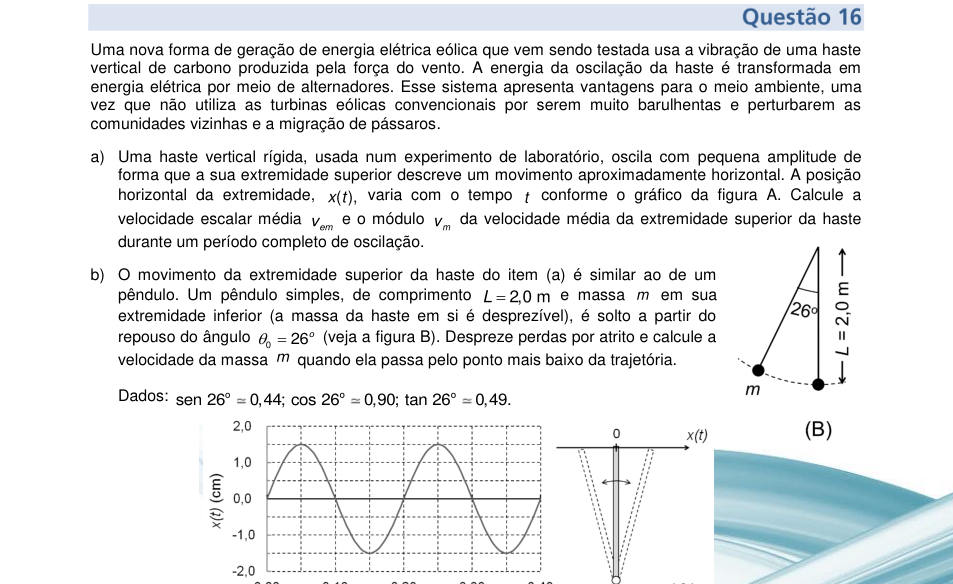 Questão 16
Uma nova forma de geração de energia elétrica eólica que vem sendo testada usa a vibração de uma haste
vertical de carbono produzida pela força do vento. A energia da oscilação da haste é transformada em
energia elétrica por meio de alternadores. Esse sistema apresenta vantagens para o meio ambiente, uma
vez que não utiliza as turbinas eólicas convencionais por serem muito barulhentas e perturbarem as
comunidades vizinhas e a migração de pássaros.
a) Uma haste vertical rígida, usada num experimento de laboratório, oscila com pequena amplitude de
forma que a sua extremidade superior descreve um movimento aproximadamente horizontal. A posição
horizontal da extremidade, x(t), varia com o tempo t conforme o gráfico da figura A. Calcule a
velocidade escalar média v_em e o módulo v_m da velocidade média da extremidade superior da haste
durante um período completo de oscilação.
b) O movimento da extremidade superior da haste do item (a) é similar ao de um
pêndulo. Um pêndulo simples, de comprimento L = 2,0 m e massa m em sua
extremidade inferior (a massa da haste em si é desprezível), é solto a partir do
repouso do ângulo θ₀ = 26° (veja a figura B). Despreze perdas por atrito e calcule a
velocidade da massa m quando ela passa pelo ponto mais baixo da trajetória.
Dados: sen 26° ≃ 0,44; cos 26° ≃ 0,90; tan 26° ≃ 0,49.
26º
L = 2,0 m
m
(B)
2,0
1,0
0,0
-1,0
-2,0
x(t) (cm)
0
x(t)